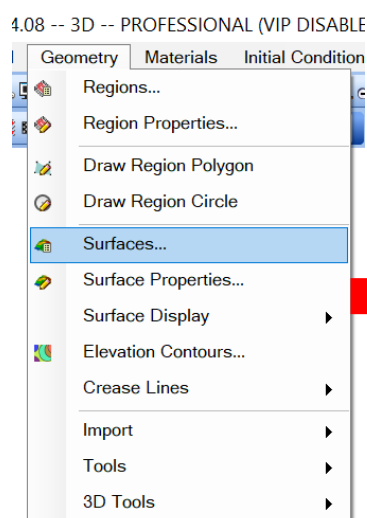 4.08 -- 3D -- PROFESSIONAL (VIP DISABLE
Geometry Materials Initial Condition
Regions...
Region Properties...
Draw Region Polygon
Draw Region Circle
Surfaces...
Surface Properties...
Surface Display
Elevation Contours...
Crease Lines
Import
Tools
3D Tools